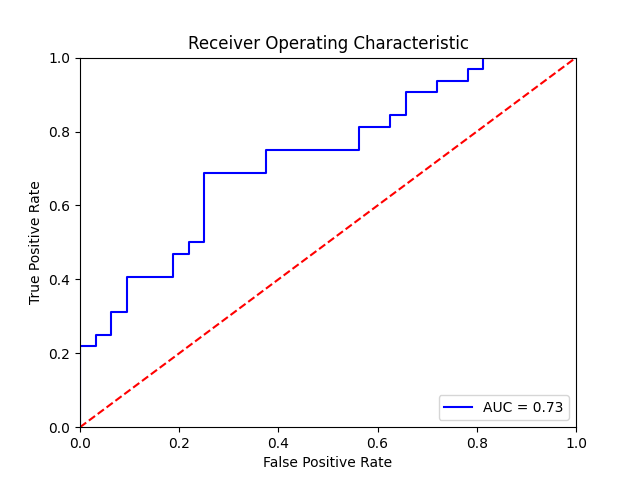 Receiver Operating Characteristic
True Positive Rate
1.0
0.8
0.6
0.4
0.2
0.0
AUC = 0.73
0.0 0.2 0.4 0.6 0.8 1.0
False Positive Rate